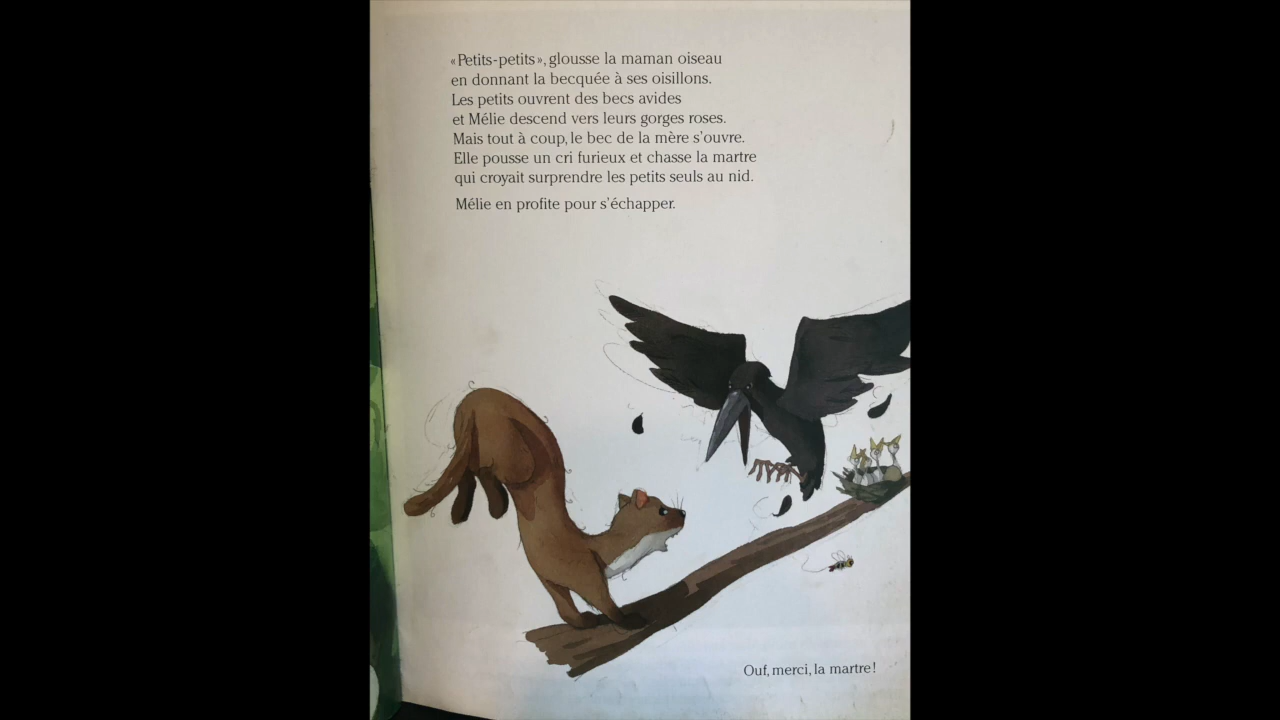 «Petits-petits», glousse la maman oiseau
en donnant la becquée à ses oisillons.
Les petits ouvrent des becs avides
et Mélie descend vers leurs gorges roses.
Mais tout à coup, le bec de la mère s'ouvre.
Elle pousse un cri furieux et chasse la martre
qui croyait surprendre les petits seuls au nid.
Mélie en profite pour s'échapper.
Ouf, merci, la martre!